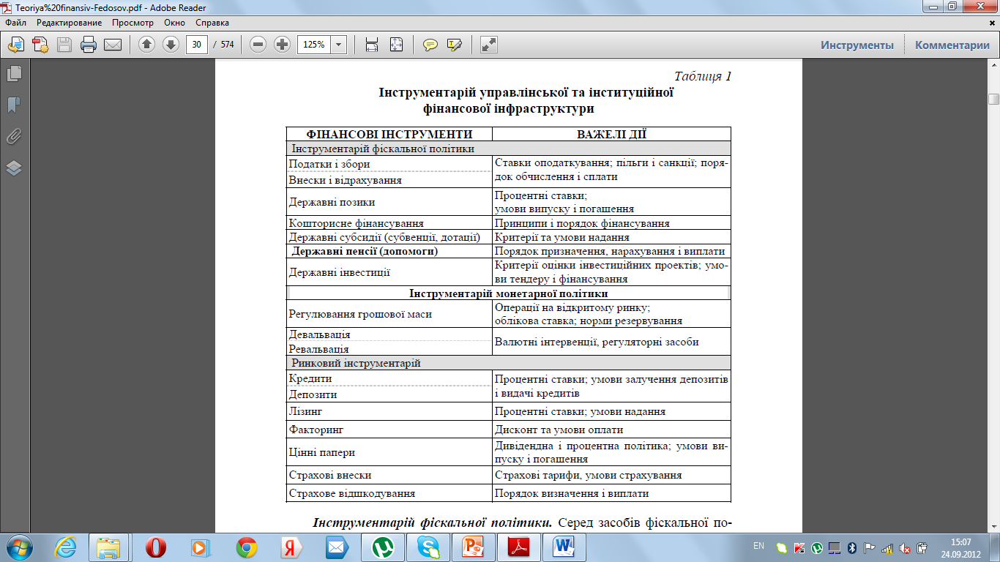 Teoriya%20finansiv-Fedosov.pdf - Adobe Reader
Файл Редактирование Просмотр Окно Справка
30 / 574 125% Инструменты Комментарии
Таблиця 1
Інструментарій управлінської та інституційної
фінансової інфраструктури
ФІНАНСОВІ ІНСТРУМЕНТИ ВАЖЕЛІ ДІЇ
Інструментарій фіскальної політики
Податки і збори
Внески і відрахування
Ставки оподаткування; пільги і санкції; поря-
док обчислення і сплати
Державні позики
Процентні ставки;
умови випуску і погашення
Кошторисне фінансування Принципи і порядок фінансування
Державні субсидії (субвенції, дотації) Критерії та умови надання
Державні пенсії (допомоги) Порядок призначення, нарахування і виплати
Державні інвестиції
Критерії оцінки інвестиційних проектів; умо-
ви тендеру і фінансування
Інструментарій монетарної політики
Регулювання грошової маси
Операції на відкритому ринку;
облікова ставка; норми резервування
Девальвація
Ревальвація
Валютні інтервенції, регуляторні засоби
Ринковий інструментарій
Кредити
Депозити
Процентні ставки; умови залучення депозитів
і видачі кредитів
Лізинг Процентні ставки; умови надання
Факторинг Дисконт та умови оплати
Цінні папери
Дивідендна і процентна політика; умови ви-
пуску і погашення
Страхові внески Страхові тарифи, умови страхування
Страхове відшкодування Порядок визначення і виплати
Інструментарій фіскальної політики. Серед засобів фіскальної по-
EN
15:07
24.09.2012